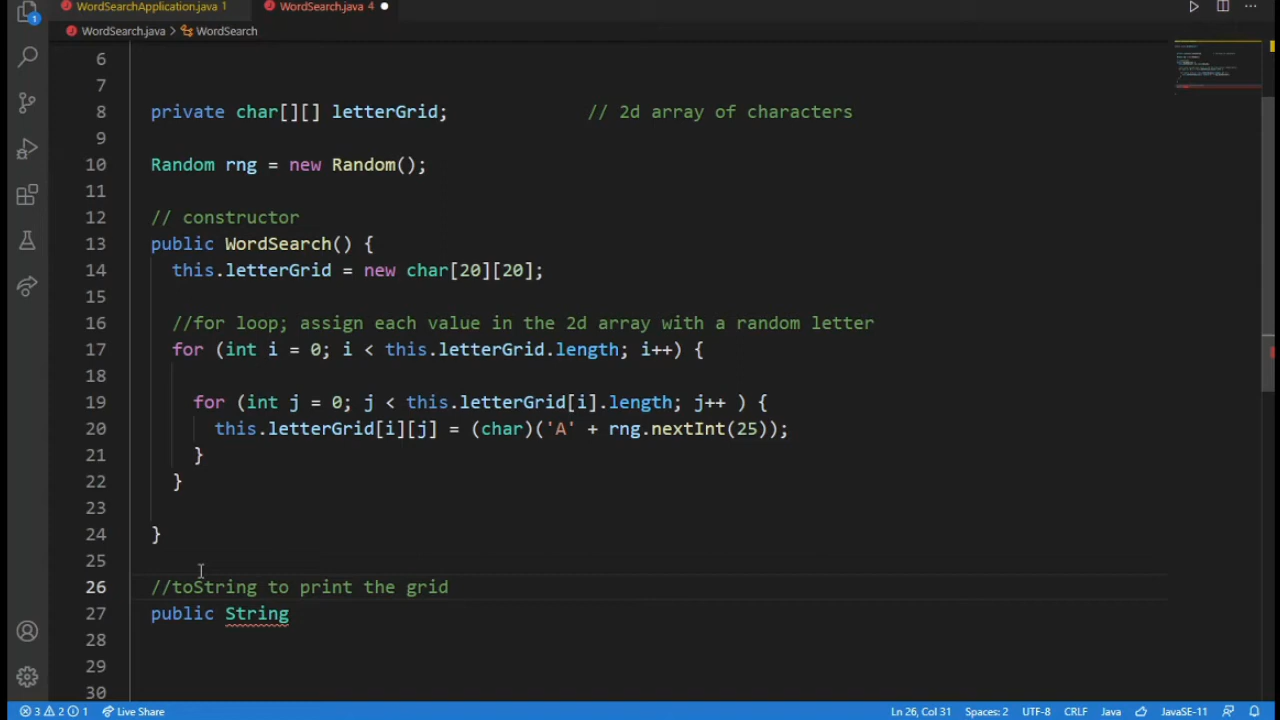 WordSearchApplication.java 1
WordSearch.java 4
WordSearch.java > WordSearch
1
6
7
8 private char[][] letterGrid; // 2d array of characters
9
10 Random rng = new Random();
11
12 // constructor
13 public WordSearch() {
14 this.letterGrid = new char[20][20];
15
16 //for loop; assign each value in the 2d array with a random letter
17 for (int i = 0; i < this.letterGrid.length; i++) {
18
19 for (int j = 0; j < this.letterGrid[i].length; j++ ) {
20 this.letterGrid[i][j] = (char)('A' + rng.nextInt(25));
21 }
22 }
23
24 }
25
26 //toString to print the grid
27 public String
28
29
30
3 2 1 Live Share Ln 26, Col 31 Spaces: 2 UTF-8 CRLF Java JavaSE-11